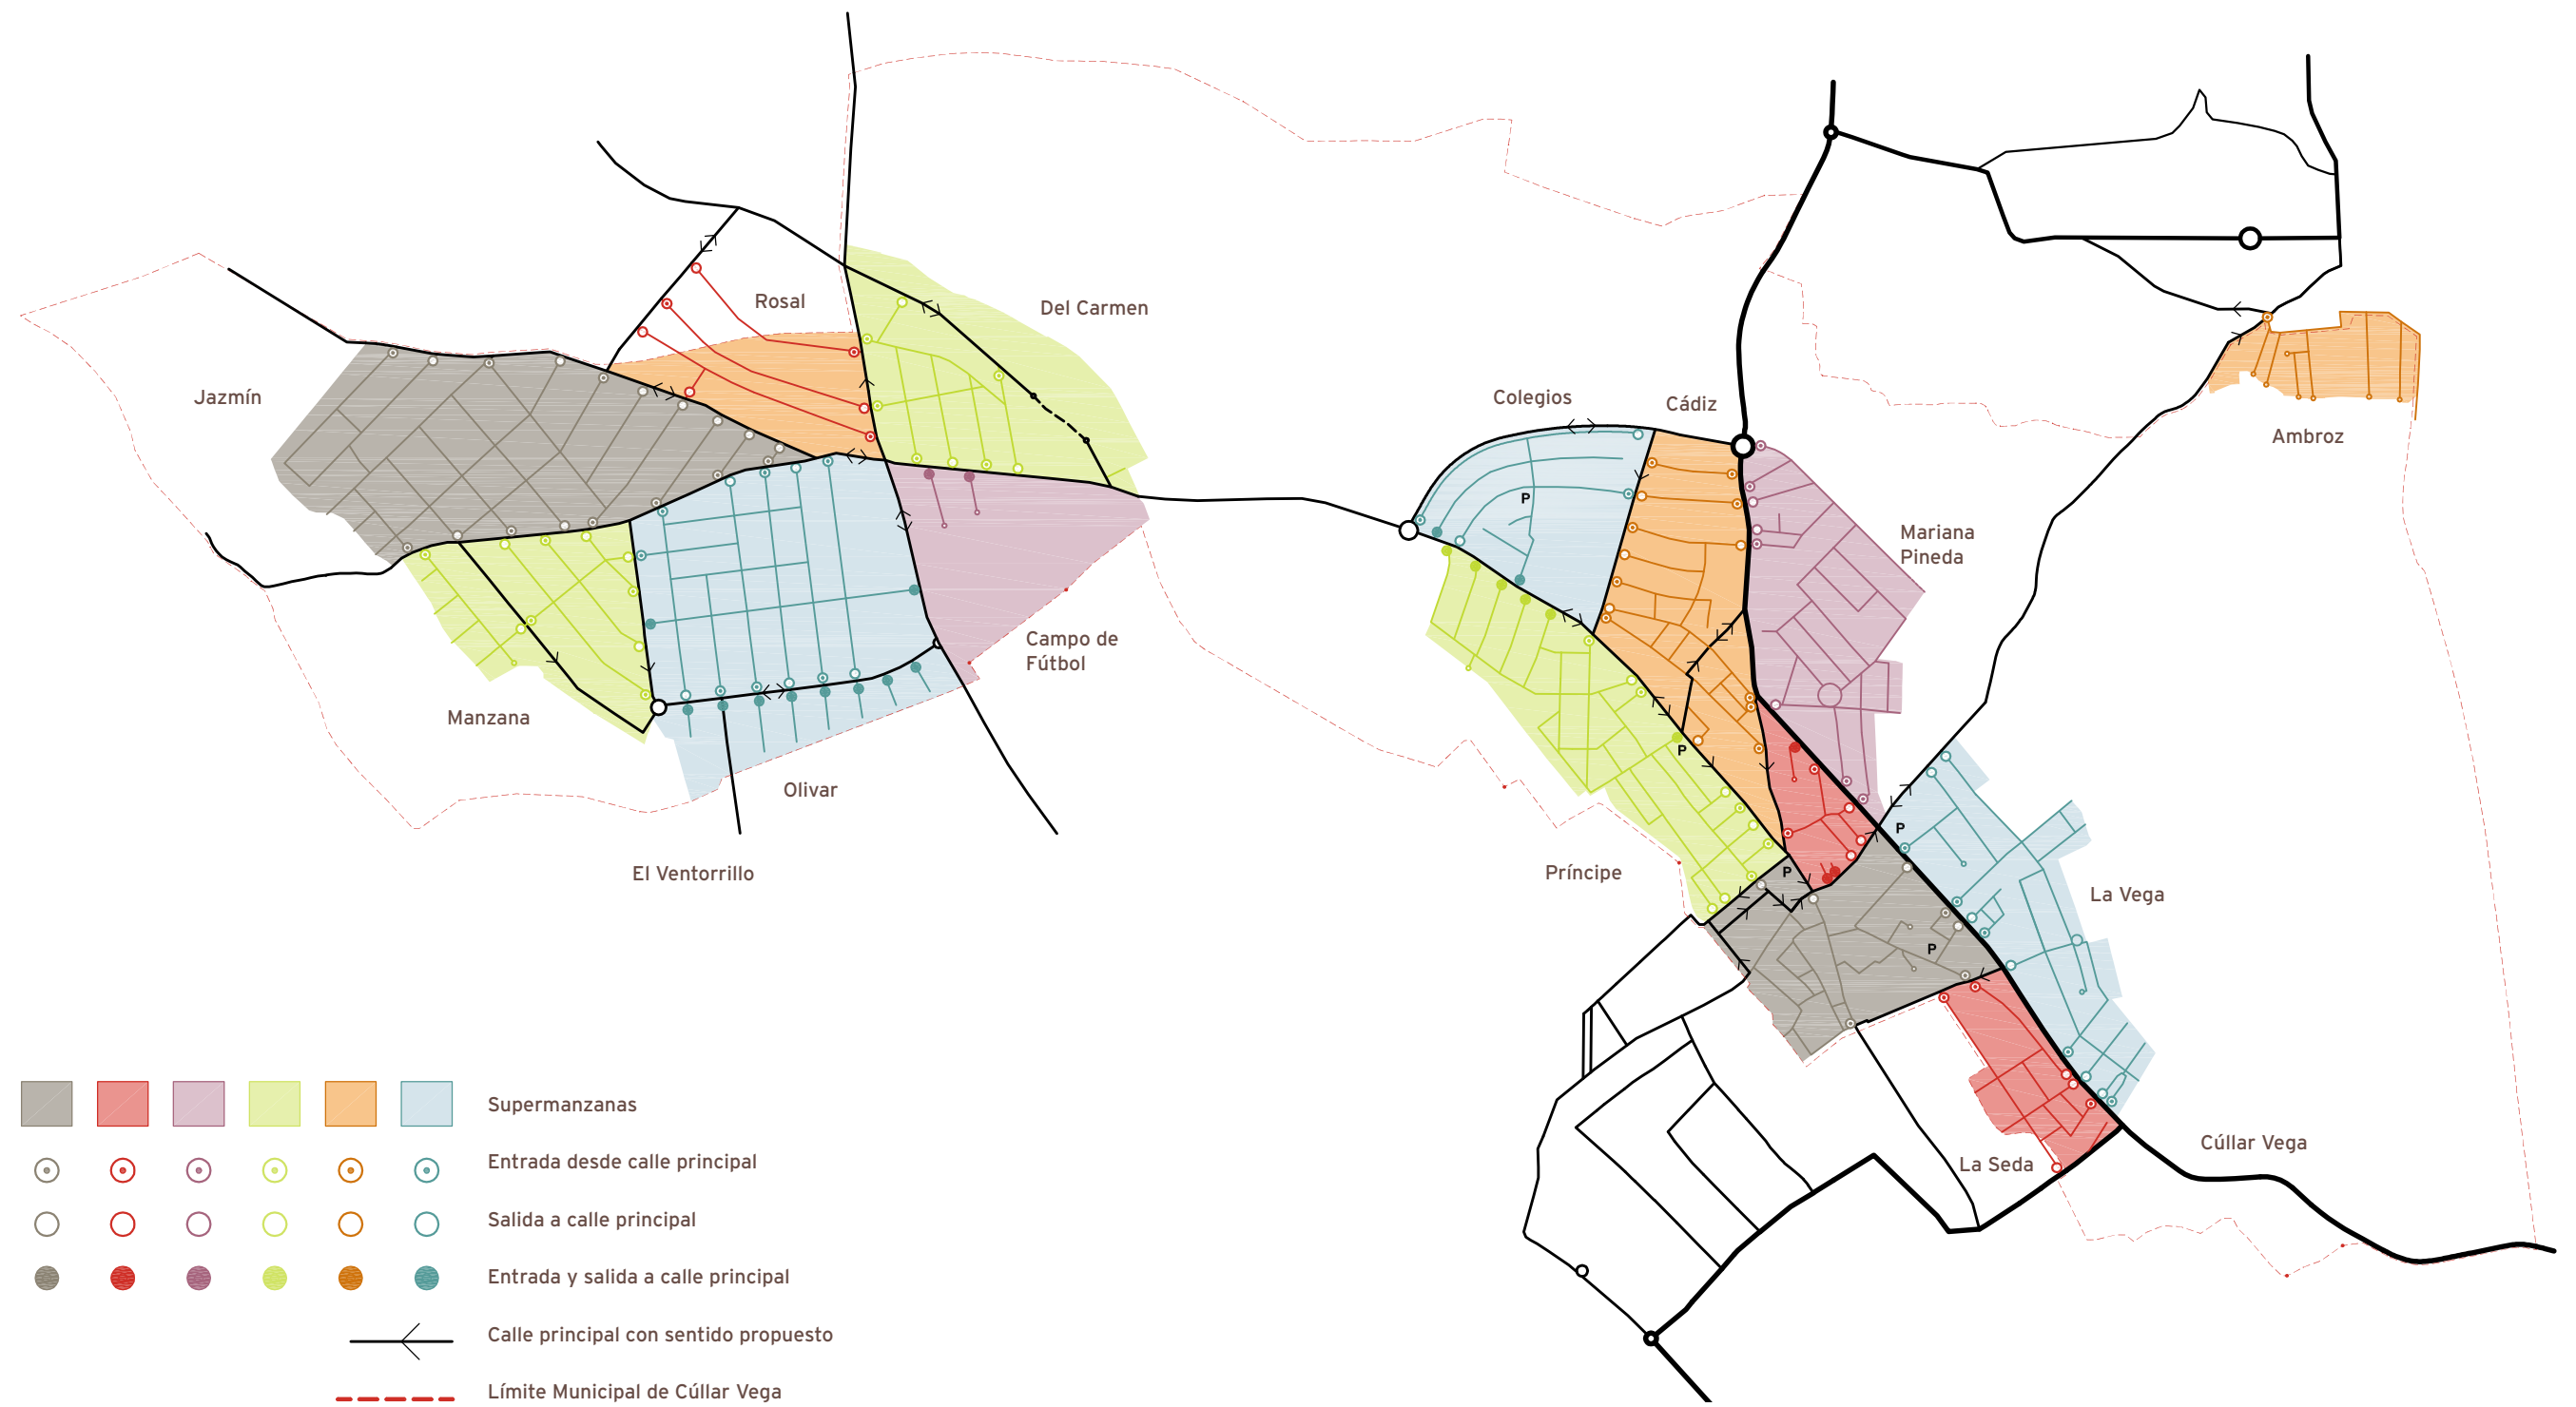 Rosal
Del Carmen
Jazmín
Colegios
Cádiz
Ambroz
P
Mariana
Pineda
Campo de
Fútbol
Manzana
P
Olivar
P
El Ventorrillo
Príncipe
P
La Vega
P
Supermanzanas
Cúllar Vega
Entrada desde calle principal
La Seda
Salida a calle principal
Entrada y salida a calle principal
Calle principal con sentido propuesto
Límite Municipal de Cúllar Vega